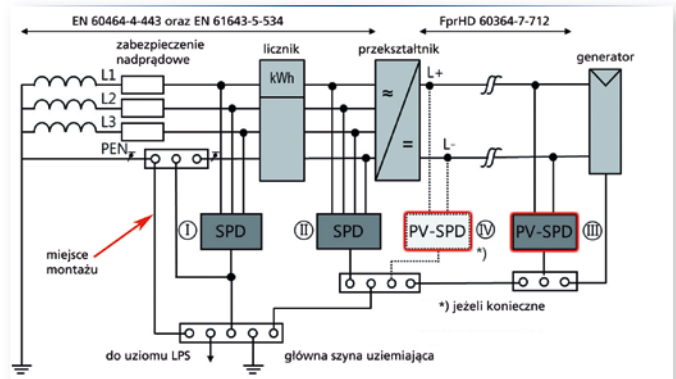 EN 60464-4-443 oraz EN 61643-5-534
FprHD 60364-7-712
zabezpieczenie
nadprądowe
licznik
przekształtnik
generator
L1
kWh
L+
L2
≈
L3
PEN
L-
=
I
SPD
II
SPD
PV-SPD
IV
PV-SPD
III
*)
miejsce
montażu
*) jeżeli konieczne
do uziomu LPS
główna szyna uziemiająca